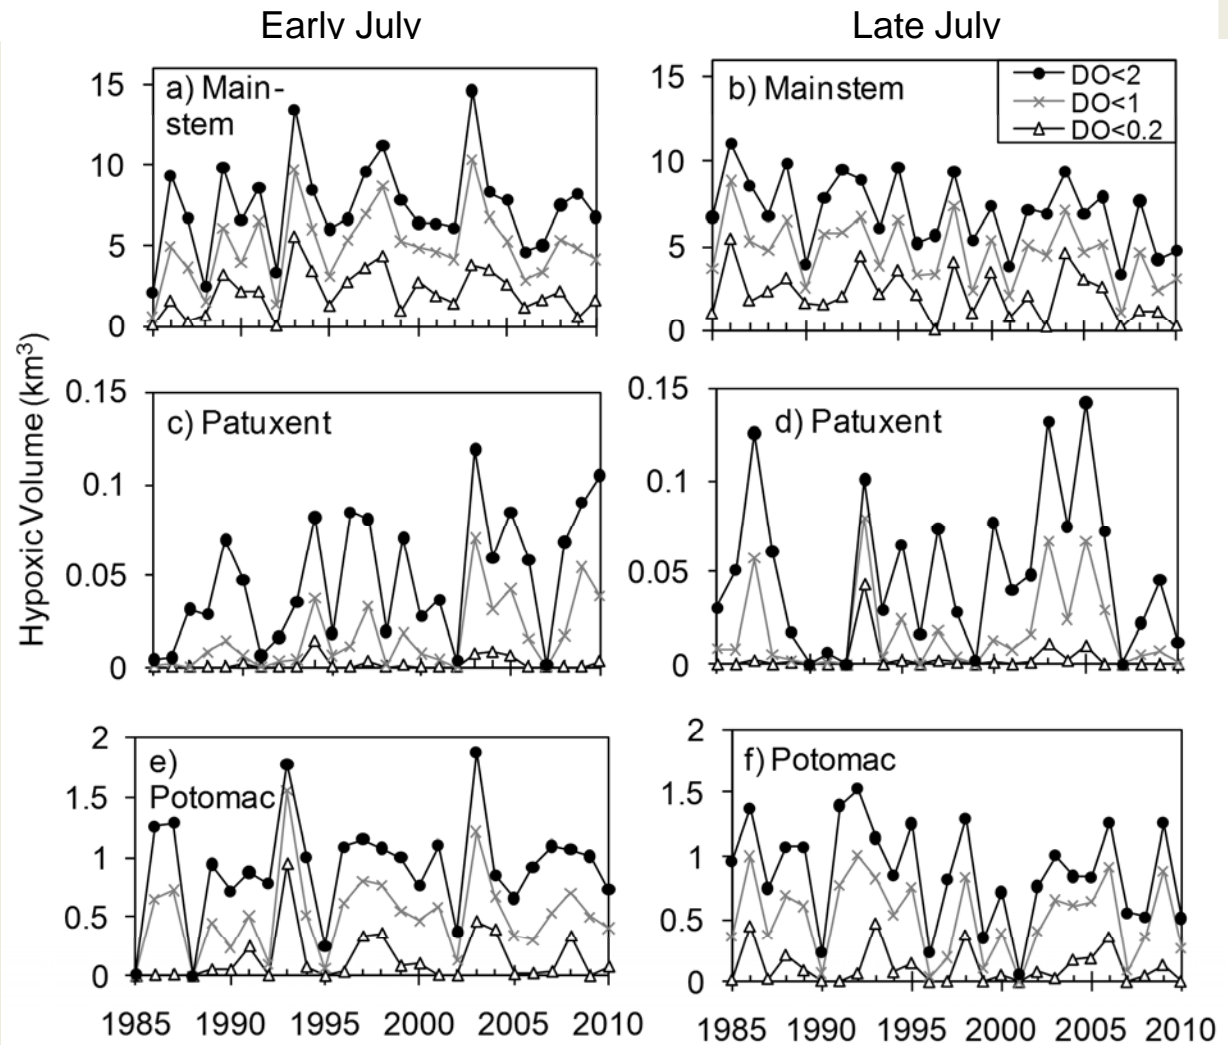 Early July
Late July
Hypoxic Volume (km³)
a) Main-
stem
15
10
5
0
b) Mainstem
DO<2
DO<1
DO<0.2
15
10
5
0
c) Patuxent
0.15
0.1
0.05
0
d) Patuxent
0.15
0.1
0.05
0
e)
Potomac
2
1.5
1
0.5
0
f) Potomac
2
1.5
1
0.5
0
1985 1990 1995 2000 2005 2010
1985 1990 1995 2000 2005 2010